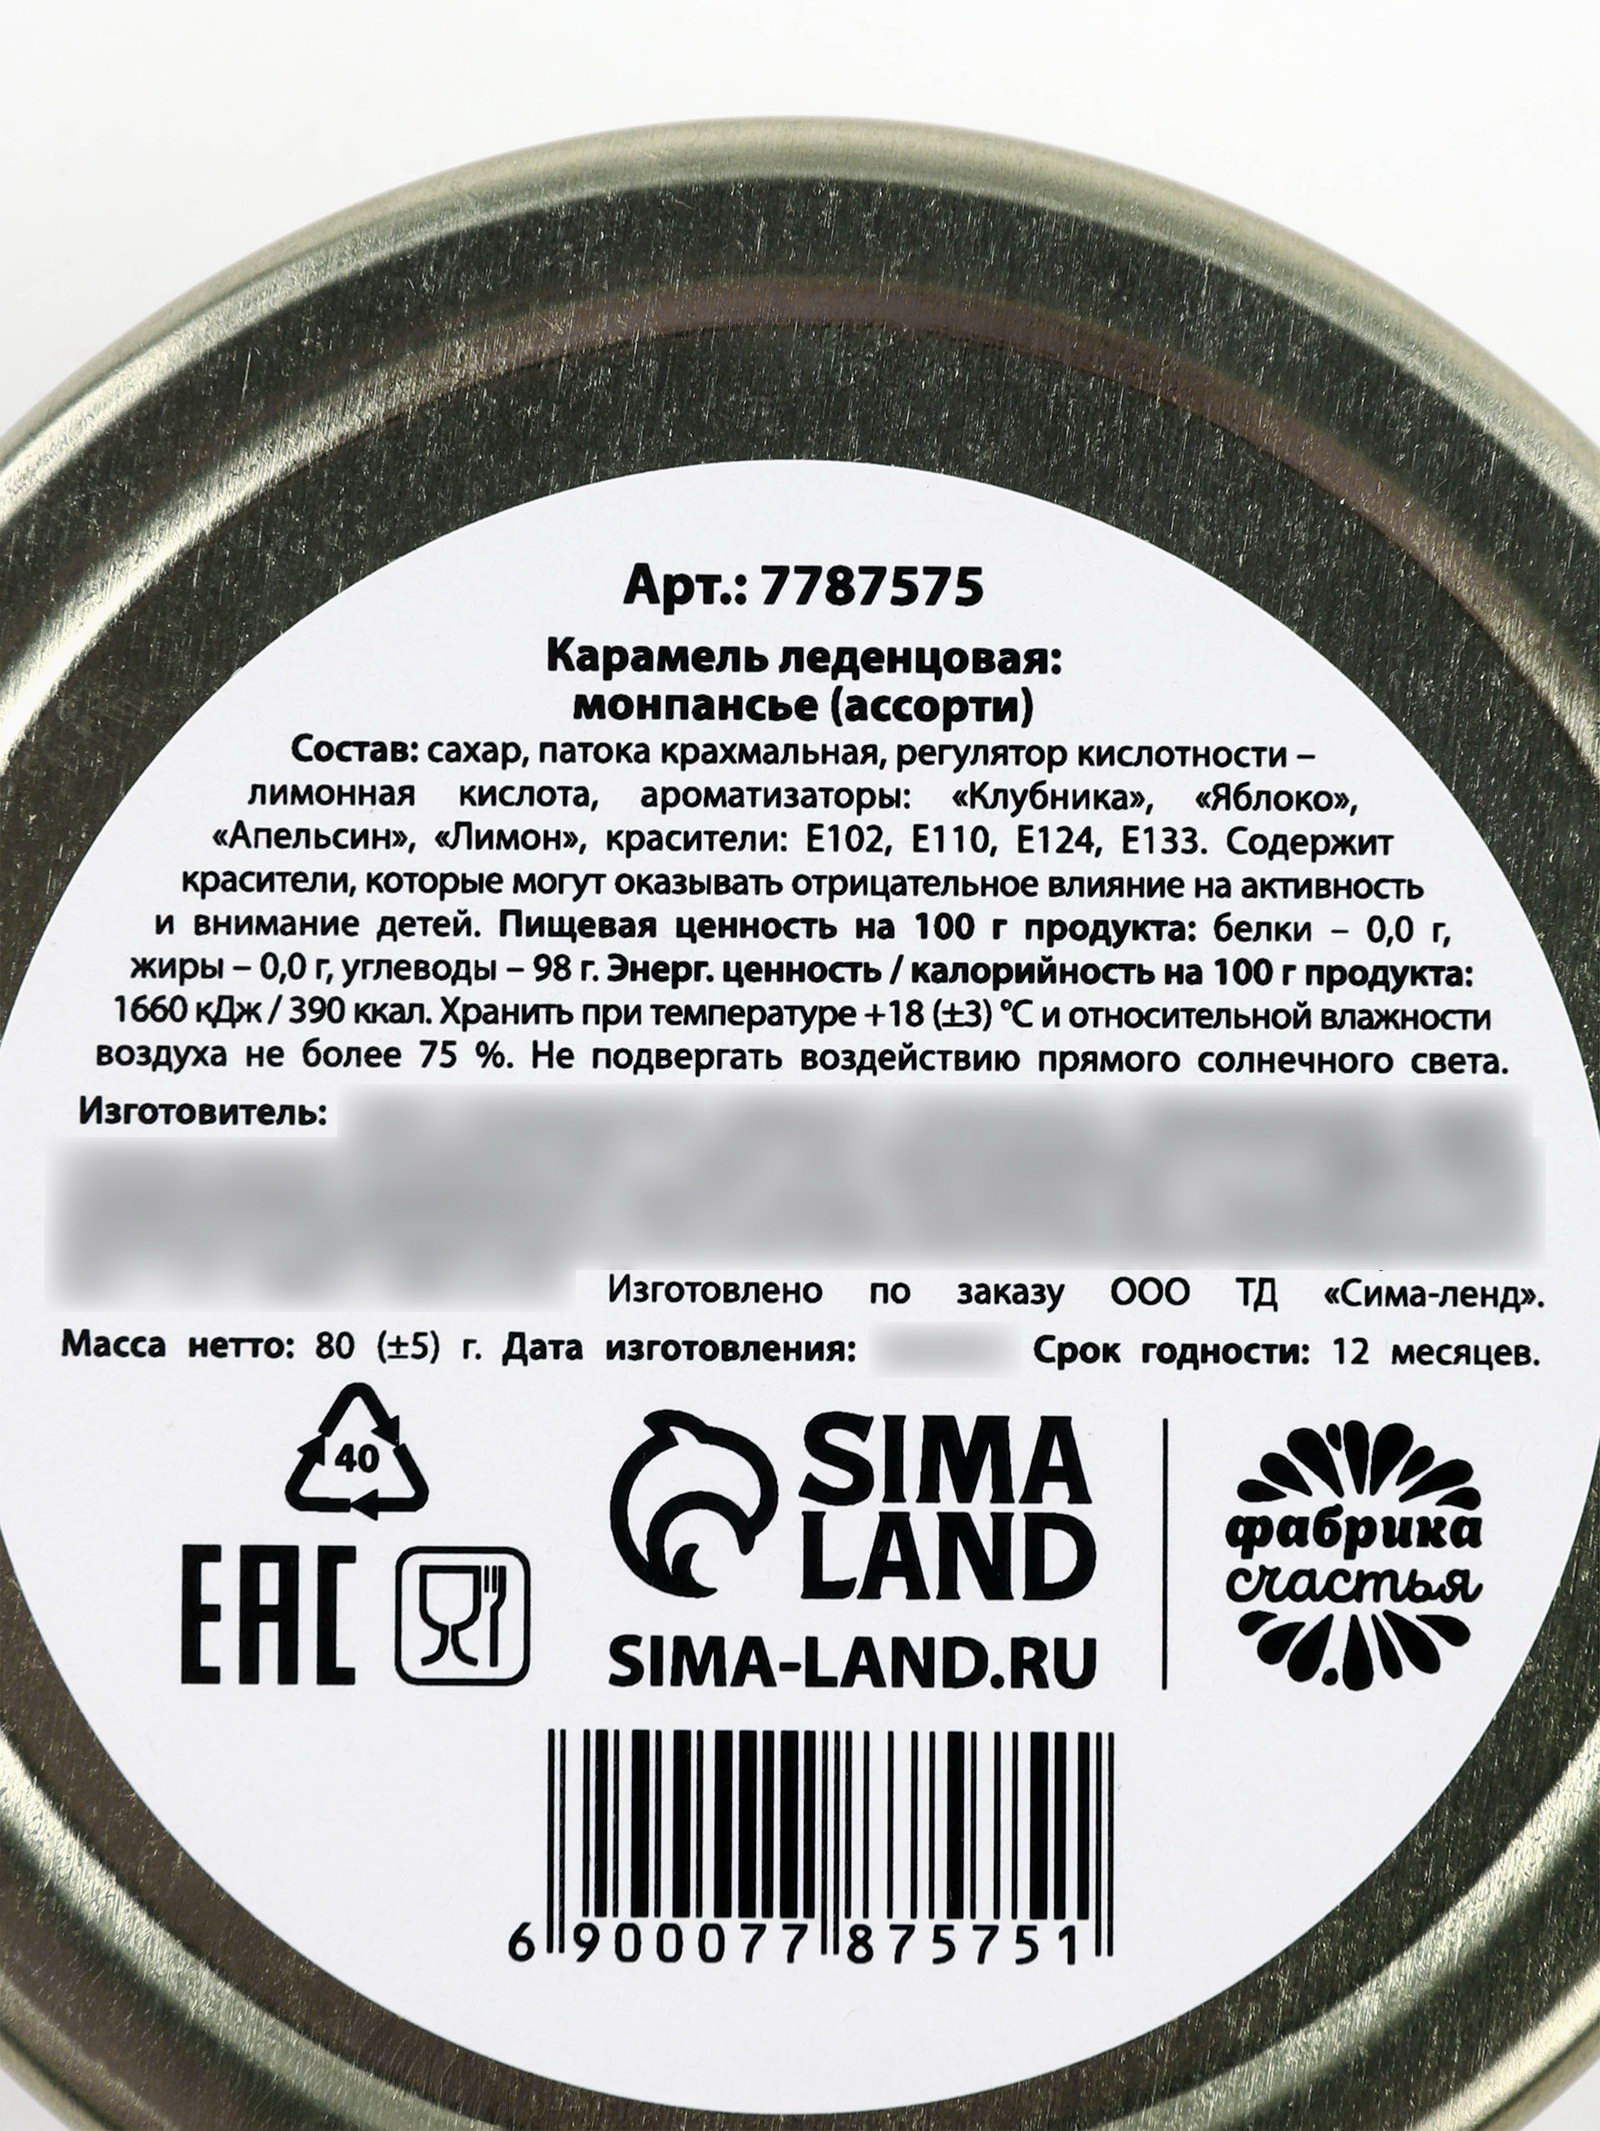 Арт.: 7787575
Карамель леденцовая:
монпансье (ассорти)
Состав: сахар, патока крахмальная, регулятор кислотности –
лимонная кислота, ароматизаторы: «Клубника», «Яблоко»,
«Апельсин», «Лимон», красители: Е102, Е110, Е124, Е133. Содержит
красители, которые могут оказывать отрицательное влияние на активность
и внимание детей. Пищевая ценность на 100 г продукта: белки – 0,0 г,
жиры – 0,0 г, углеводы – 98 г. Энерг. ценность / калорийность на 100 г продукта:
1660 кДж / 390 ккал. Хранить при температуре +18 (±3) °С и относительной влажности
воздуха не более 75 %. Не подвергать воздействию прямого солнечного света.
Изготовитель:
Изготовлено по заказу ООО ТД «Сима-ленд».
Масса нетто: 80 (±5) г. Дата изготовления: Срок годности: 12 месяцев.
40
EAC
SIMA
LAND
SIMA-LAND.RU
фабрика
счастья
6 900077 875751